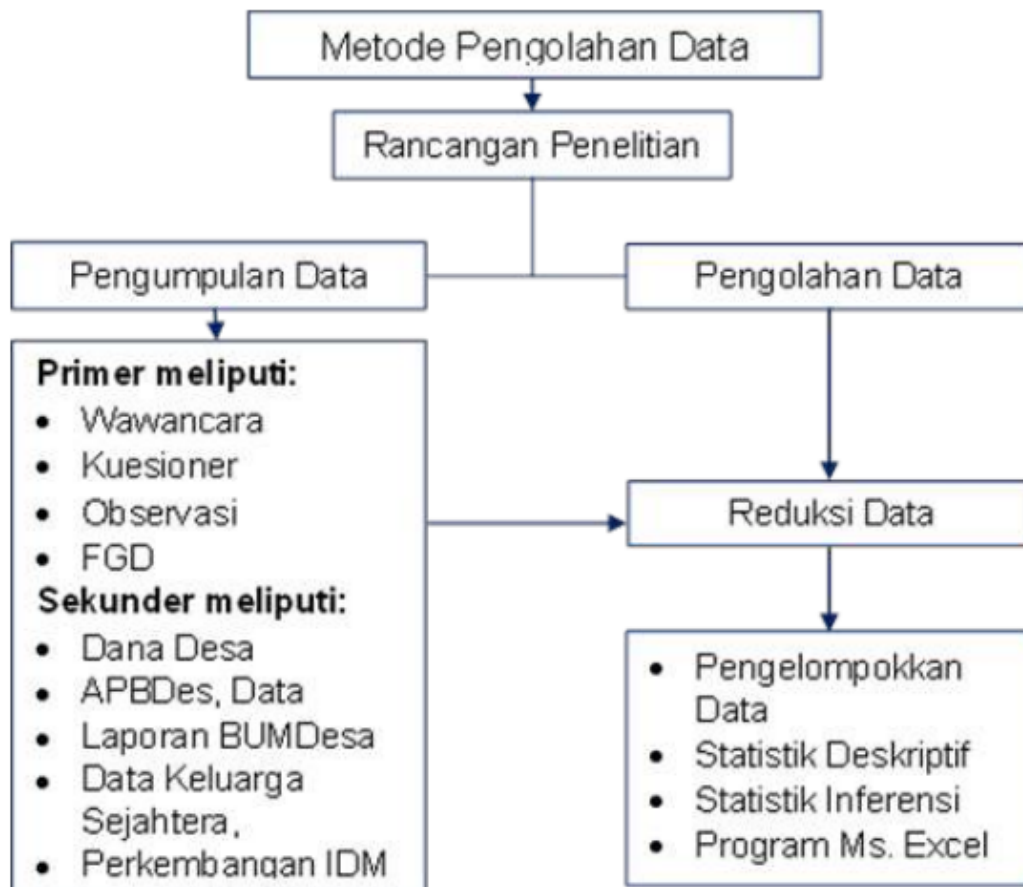 Metode Pengolahan Data
Rancangan Penelitian
Pengumpulan Data
Pengolahan Data
Primer meliputi:
• Wawancara
• Kuesioner
• Observasi
• FGD
Sekunder meliputi:
• Dana Desa
• APBDes, Data
• Laporan BUMDesa
• Data Keluarga
Sejahtera,
• Perkembangan IDM
Reduksi Data
• Pengelompokkan
Data
• Statistik Deskriptif
• Statistik Inferensi
• Program Ms. Excel